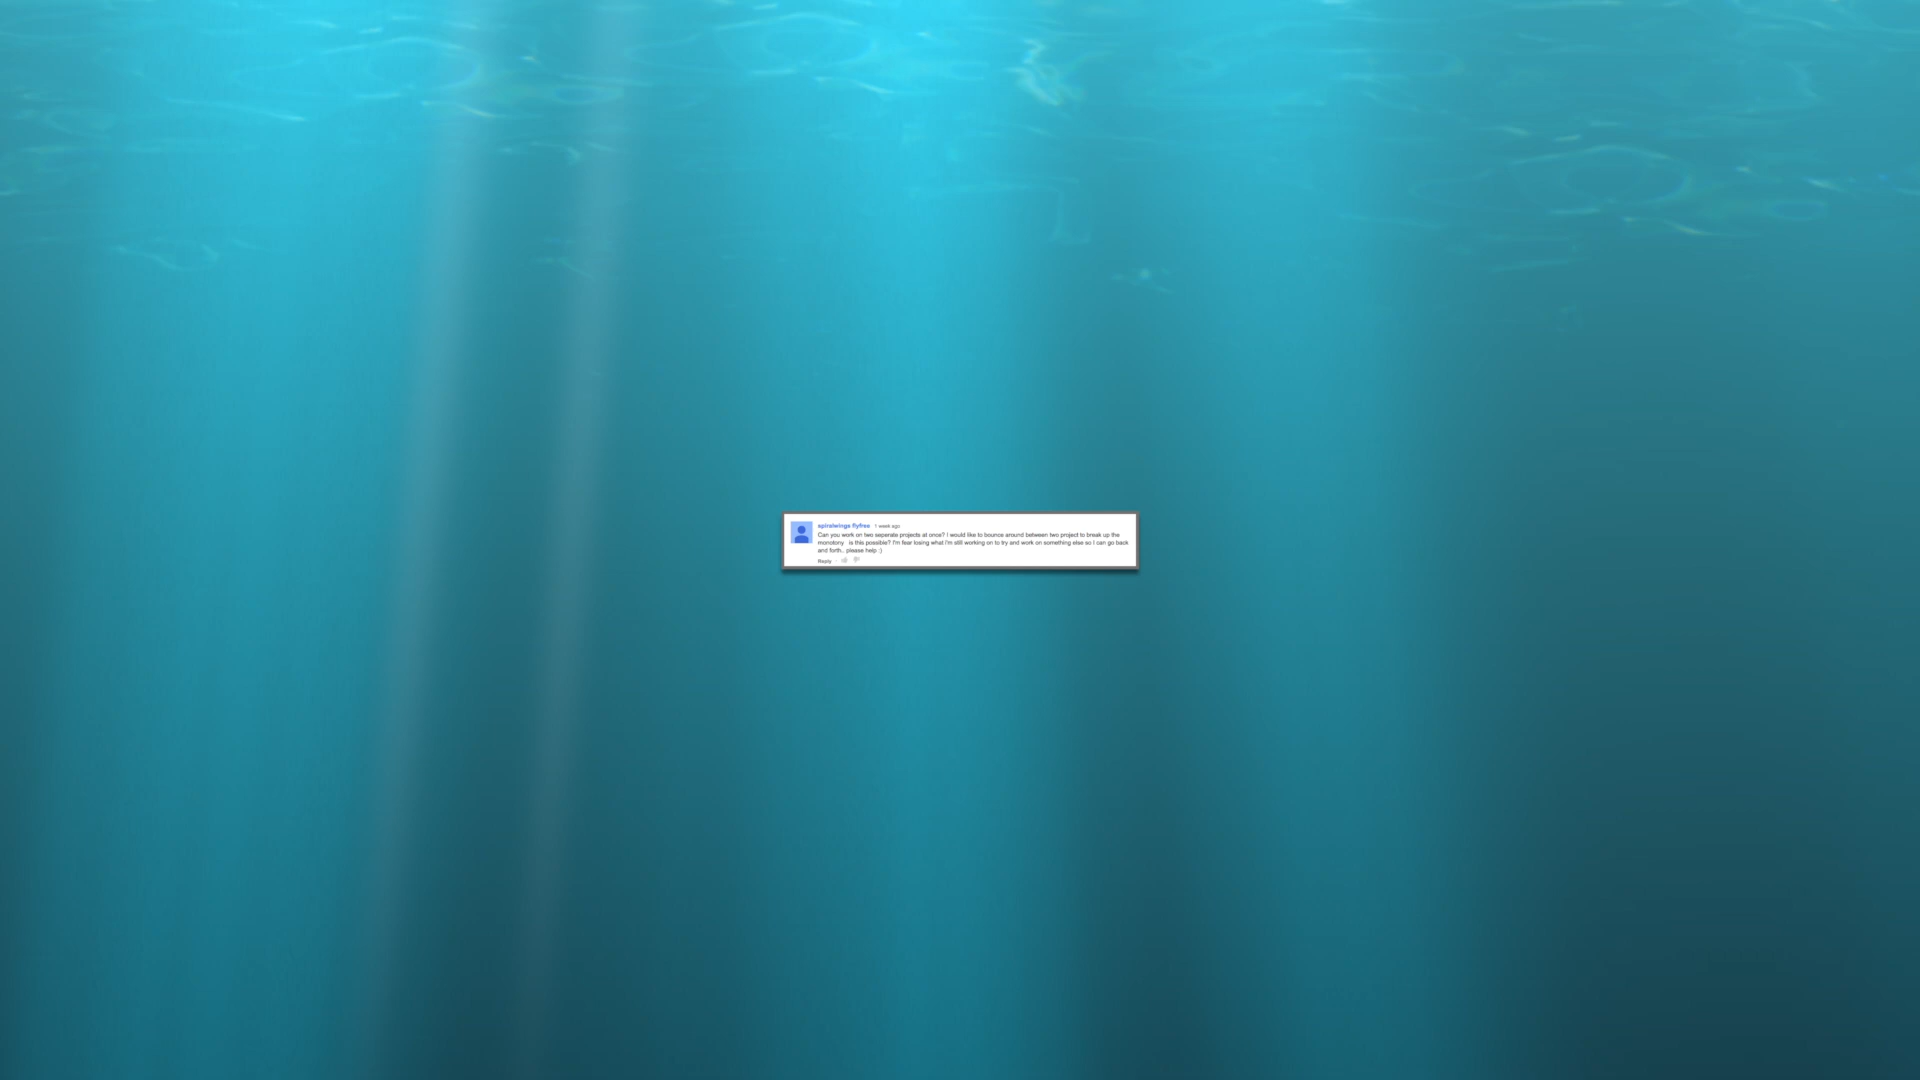 spiralwings flyfree 1 week ago
Can you work on two seperate projects at once? I would like to bounce around between two project to break up the
monotony  is this possible? I'm fear losing what I'm still working on to try and work on something else so I can go back
and forth.. please help :)
Reply ·